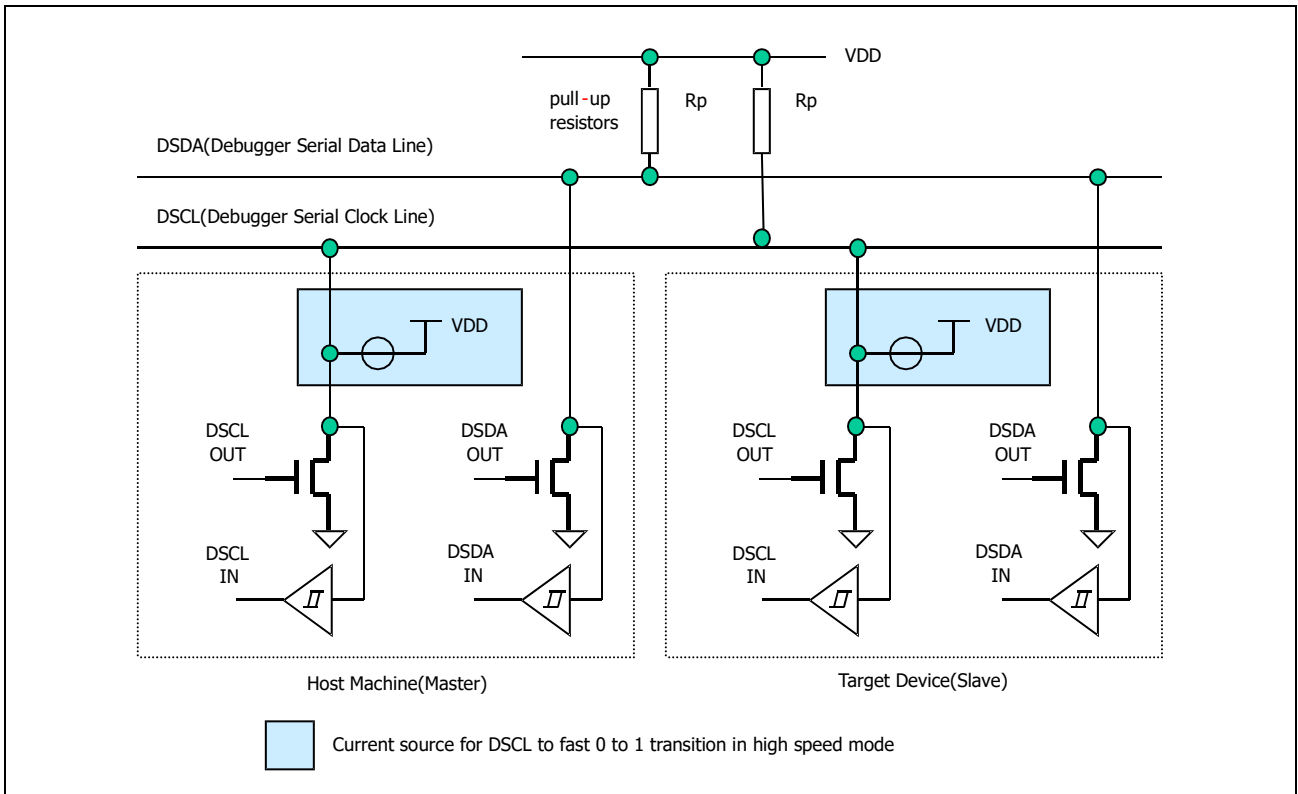 VDD
pull-up
resistors
Rp
Rp
DSDA(Debugger Serial Data Line)
DSCL(Debugger Serial Clock Line)
VDD
VDD
DSCL
OUT
DSDA
OUT
DSCL
OUT
DSDA
OUT
DSCL
IN
DSDA
IN
DSCL
IN
DSDA
IN
Host Machine(Master)
Target Device(Slave)
Current source for DSCL to fast 0 to 1 transition in high speed mode